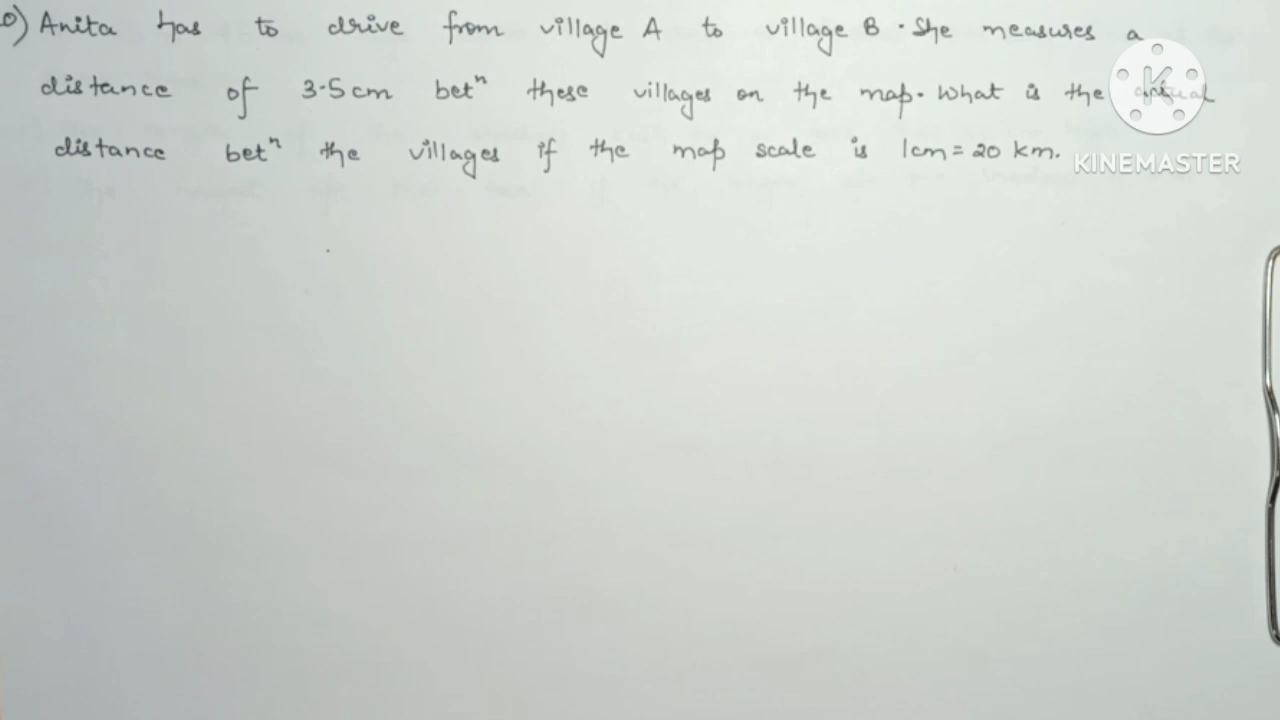 0) Anita has to drive from village A to village B. She measures a
distance of 3.5 cm betⁿ these villages on the map. What is the actual
distance betⁿ the villages if the map scale is 1cm = 20 km.
KINEMASTER